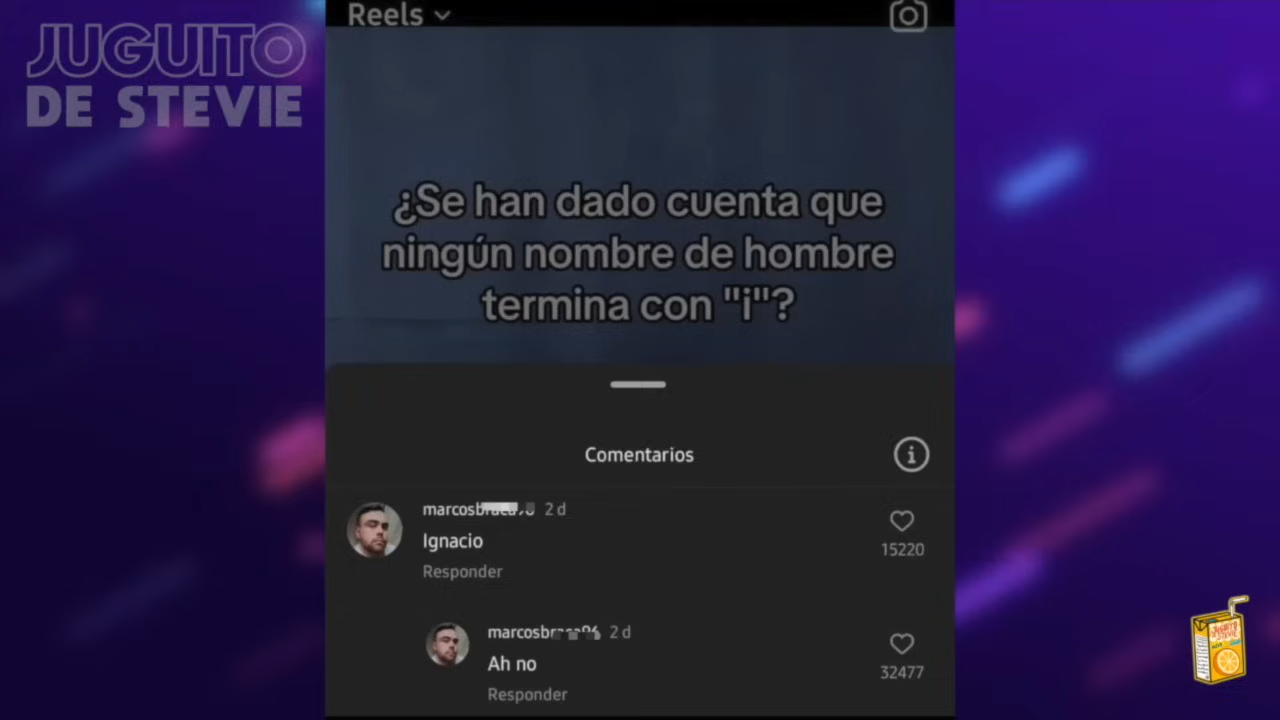 Reels
JUGUITO
DE STEVIE
¿Se han dado cuenta que
ningún nombre de hombre
termina con "i"?
Comentarios
2 d
Ignacio
15220
Responder
2 d
Ah no
32477
Responder
JUGUITO